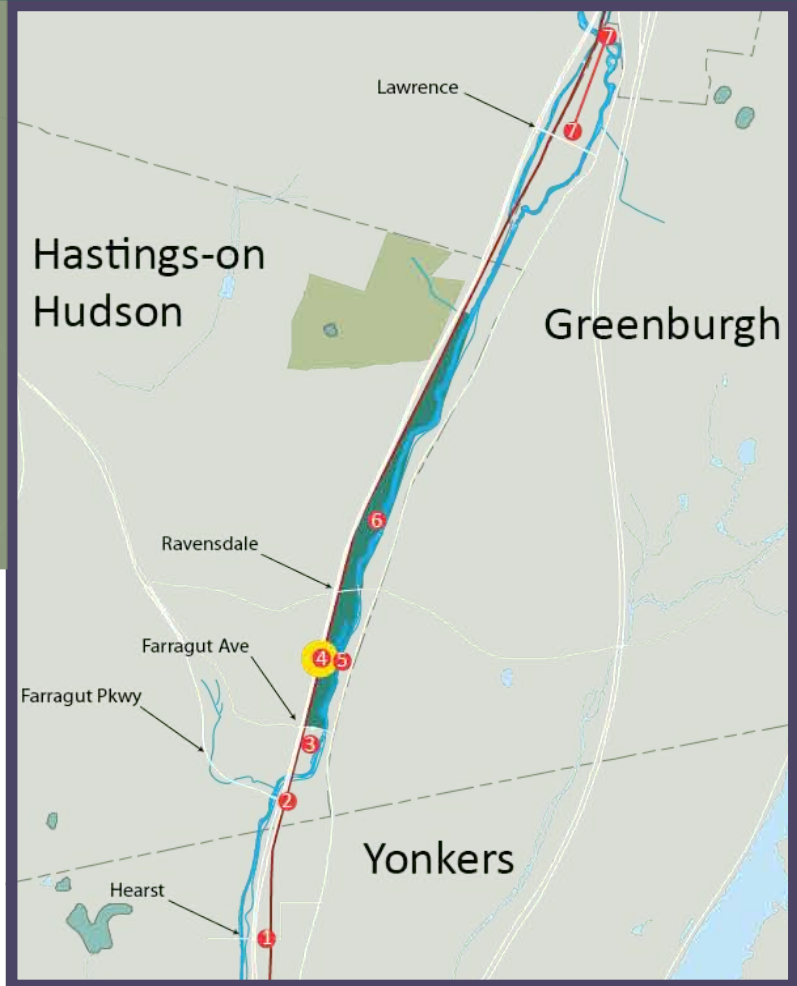 7
Lawrence
7
Hastings-on
Hudson
Greenburgh
6
Ravensdale
Farragut Ave
4
5
Farragut Pkwy
3
2
Yonkers
Hearst
1